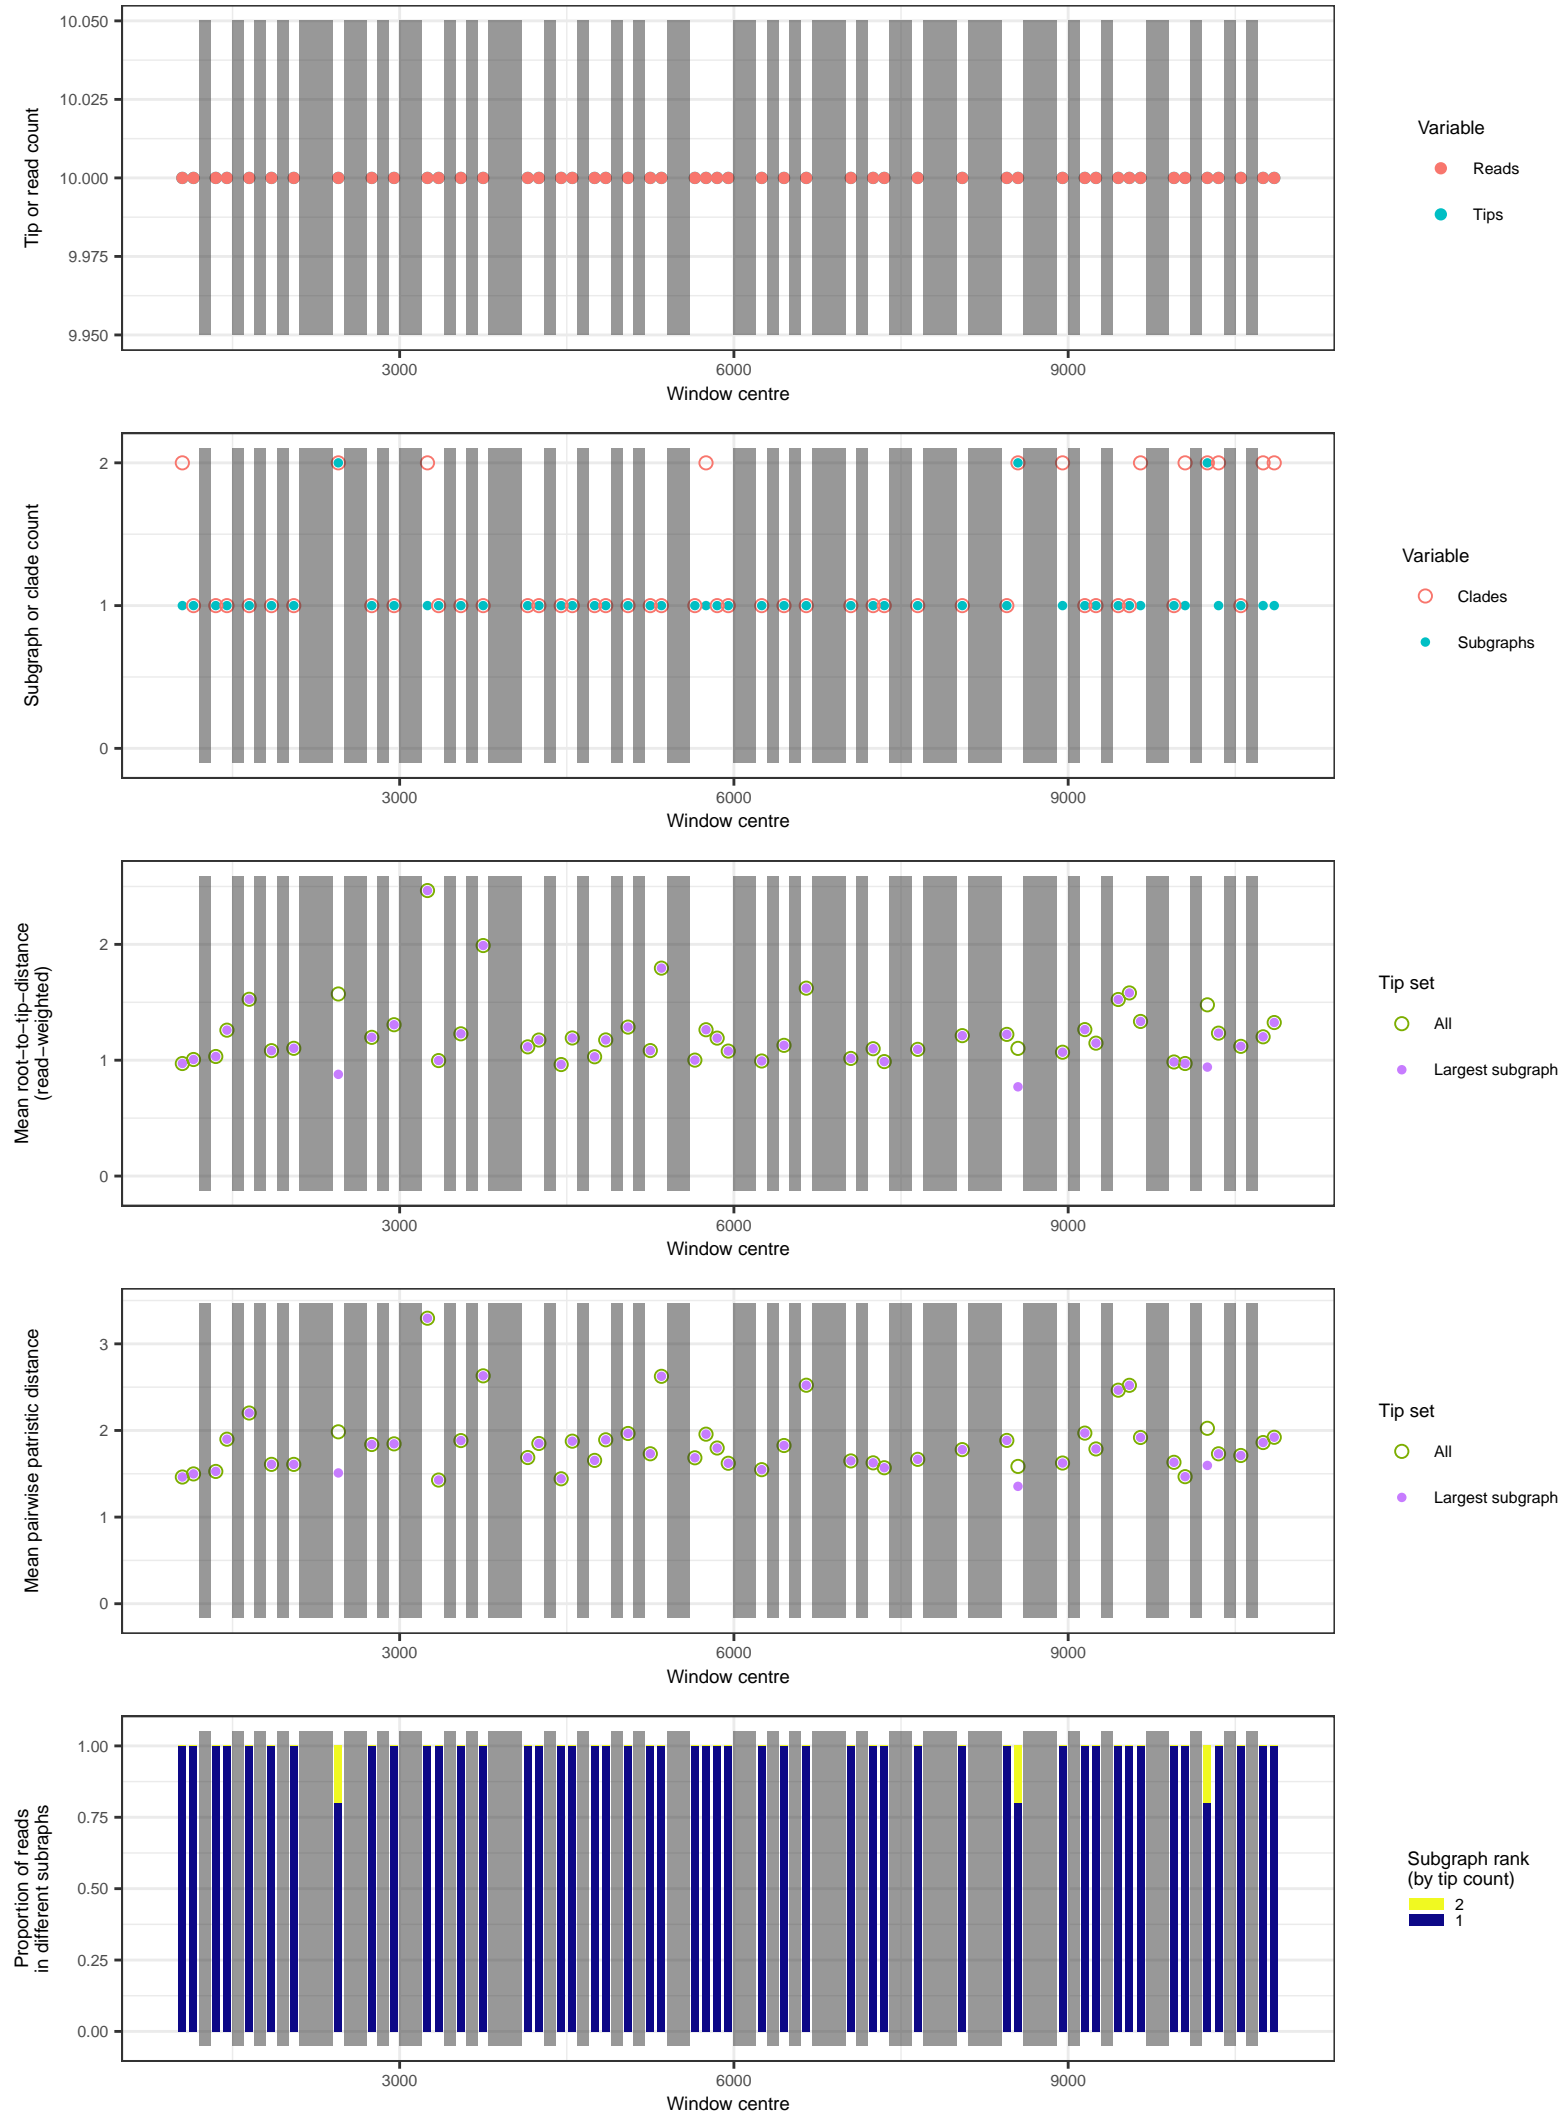 10.050
10.025
10.000
9.975
9.950
Tip or read count
3000 6000 9000
Window centre
Variable
Reads
Tips
2
1
0
Subgraph or clade count
3000 6000 9000
Window centre
Variable
Clades
Subgraphs
2
1
0
Mean root−to−tip−distance
(read−weighted)
3000 6000 9000
Window centre
Tip set
All
Largest subgraph
3
2
1
0
Mean pairwise patristic distance
3000 6000 9000
Window centre
Tip set
All
Largest subgraph
1.00
0.75
0.50
0.25
0.00
Proportion of reads
in different subraphs
3000 6000 9000
Window centre
Subgraph rank
(by tip count)
2
1